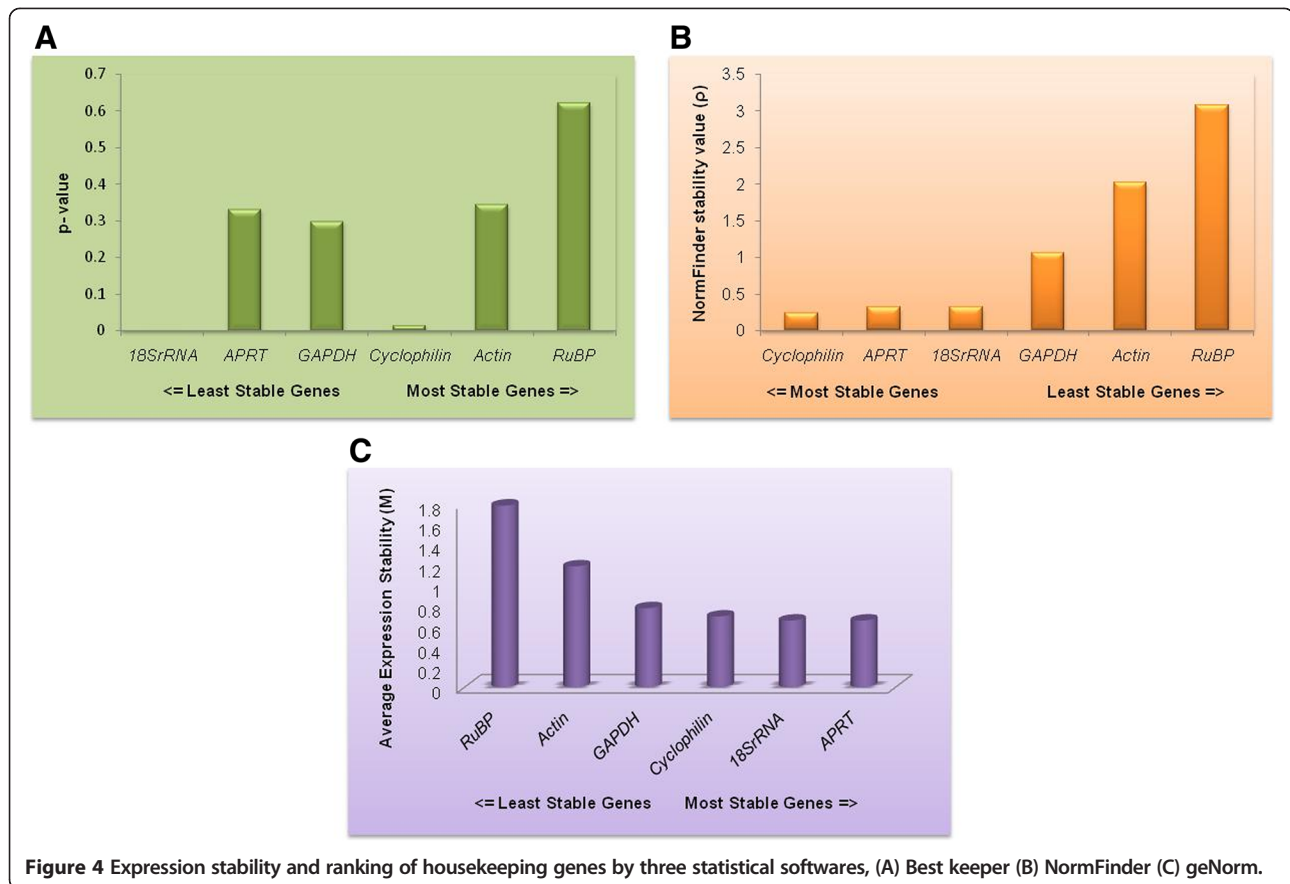 A
p- value
0.7
0.6
0.5
0.4
0.3
0.2
0.1
0
18SrRNA APRT GAPDH Cyclophilin Actin RuBP
<= Least Stable Genes Most Stable Genes =>
B
NormFinder stability value (ρ)
3.5
3
2.5
2
1.5
1
0.5
0
Cyclophilin APRT 18SrRNA GAPDH Actin RuBP
<= Most Stable Genes Least Stable Genes =>
C
Average Expression Stability (M)
1.8
1.6
1.4
1.2
1
0.8
0.6
0.4
0.2
0
RuBP Actin GAPDH Cyclophilin 18SrRNA APRT
<= Least Stable Genes Most Stable Genes =>
Figure 4 Expression stability and ranking of housekeeping genes by three statistical softwares, (A) Best keeper (B) NormFinder (C) geNorm.